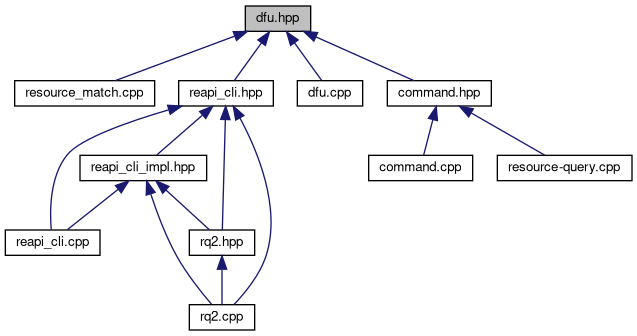 dfu.hpp
resource_match.cpp
reapi_cli.hpp
dfu.cpp
command.hpp
reapi_cli_impl.hpp
command.cpp
resource-query.cpp
reapi_cli.cpp
rq2.hpp
rq2.cpp